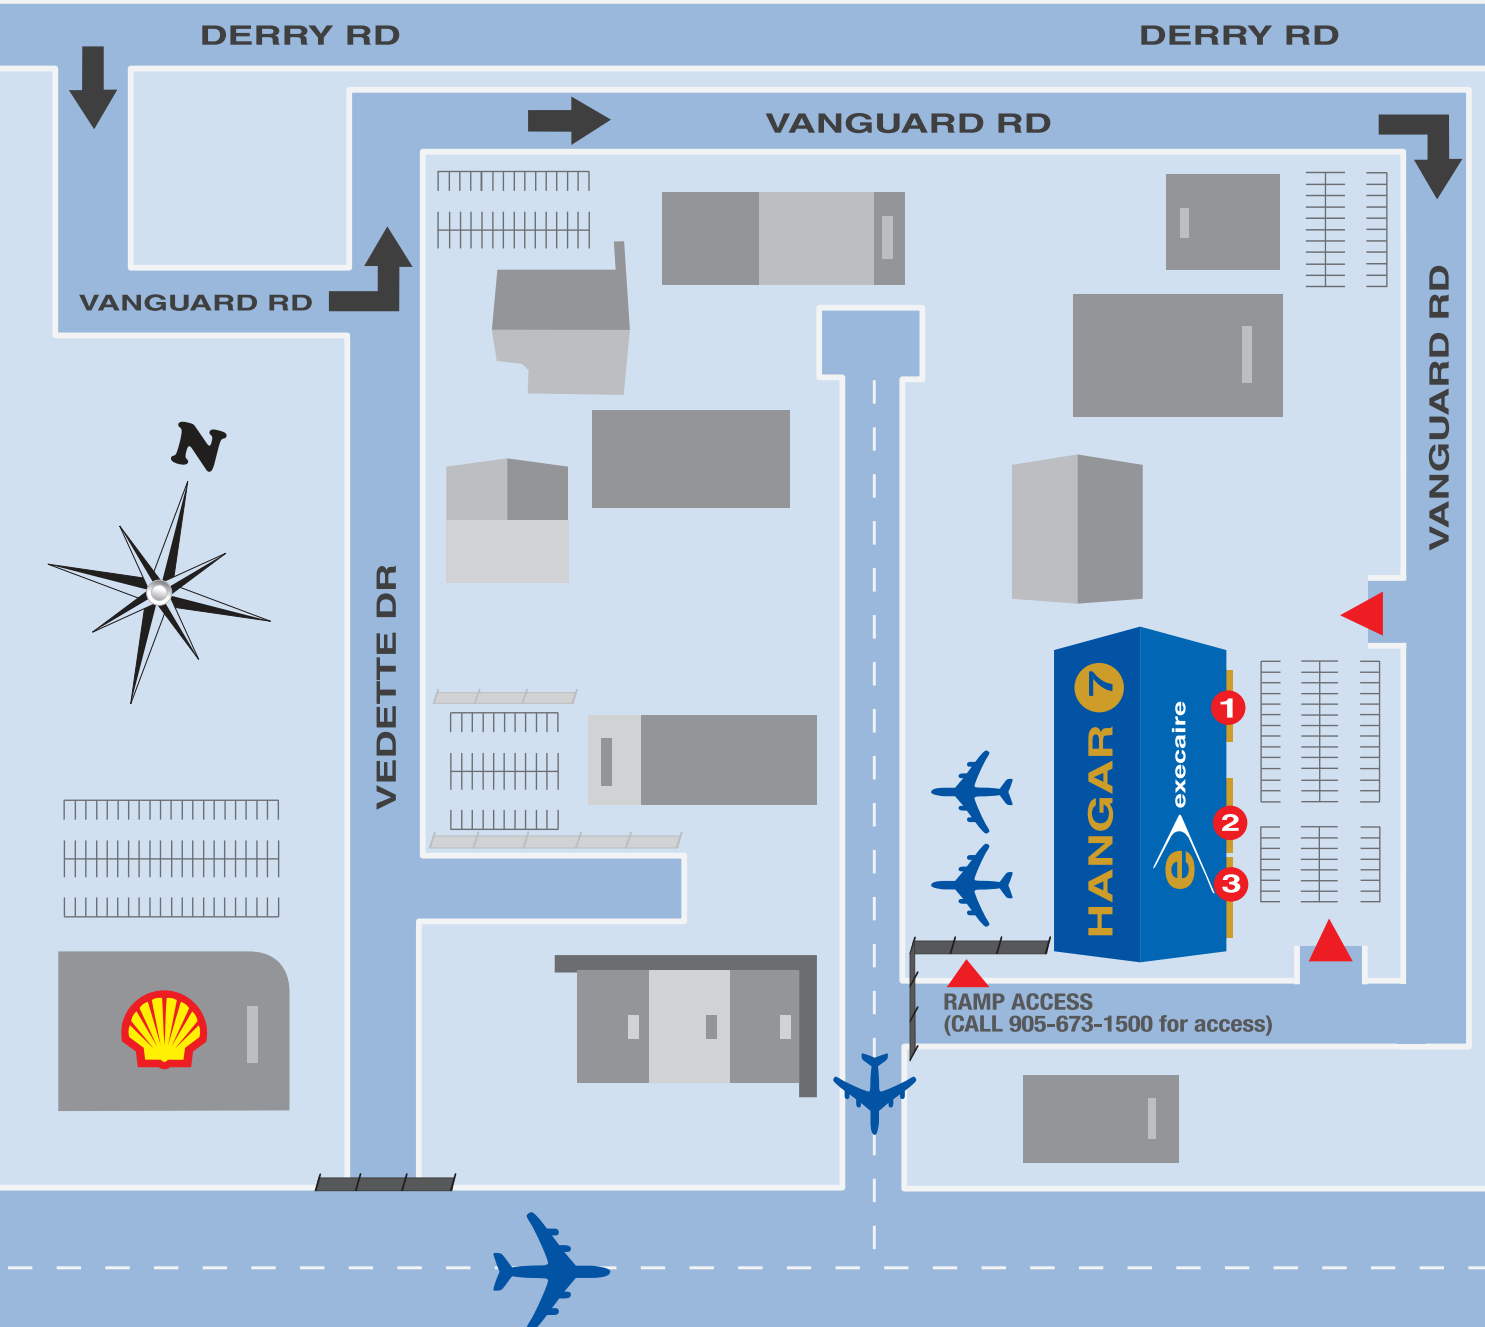 DERRY RD
DERRY RD
VANGUARD RD
VANGUARD RD
VANGUARD RD
N
VEDETTE DR
HANGAR 7
execaire
e
1
2
3
RAMP ACCESS
(CALL 905-673-1500 for access)